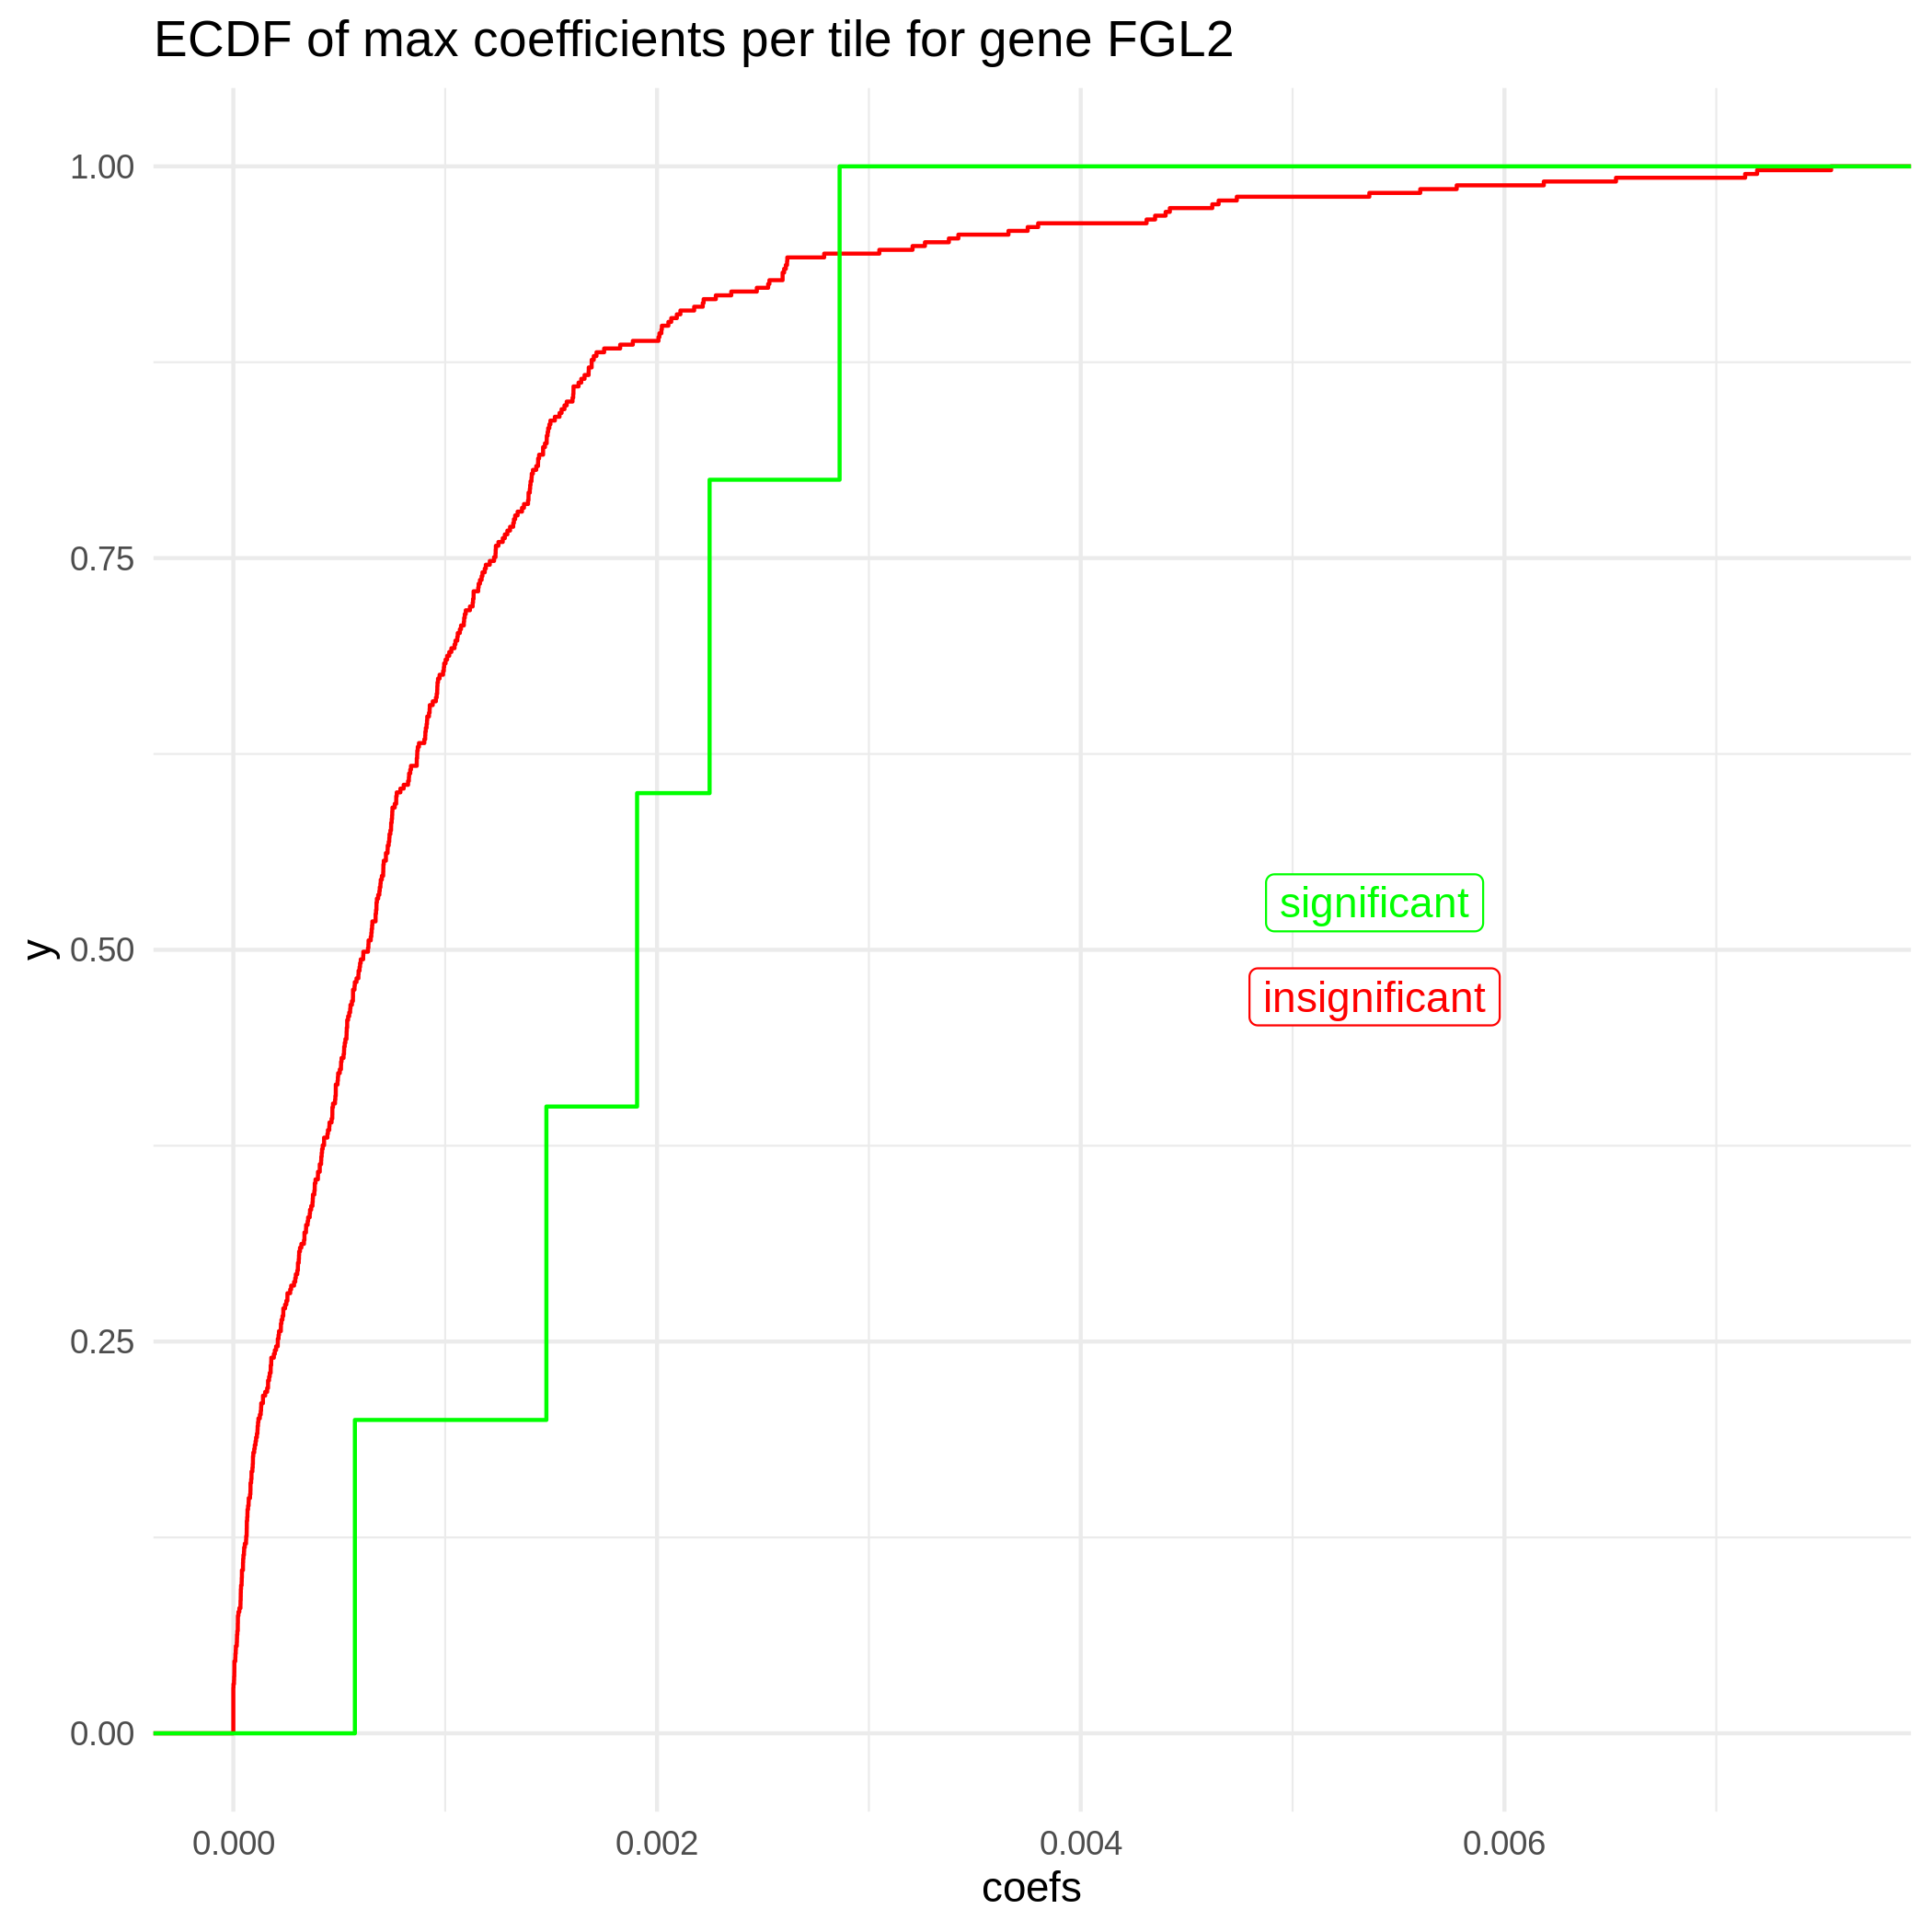 ECDF of max coefficients per tile for gene FGL2
1.00
0.75
0.50
0.25
0.00
y
significant
insignificant
0.000 0.002 0.004 0.006
coefs